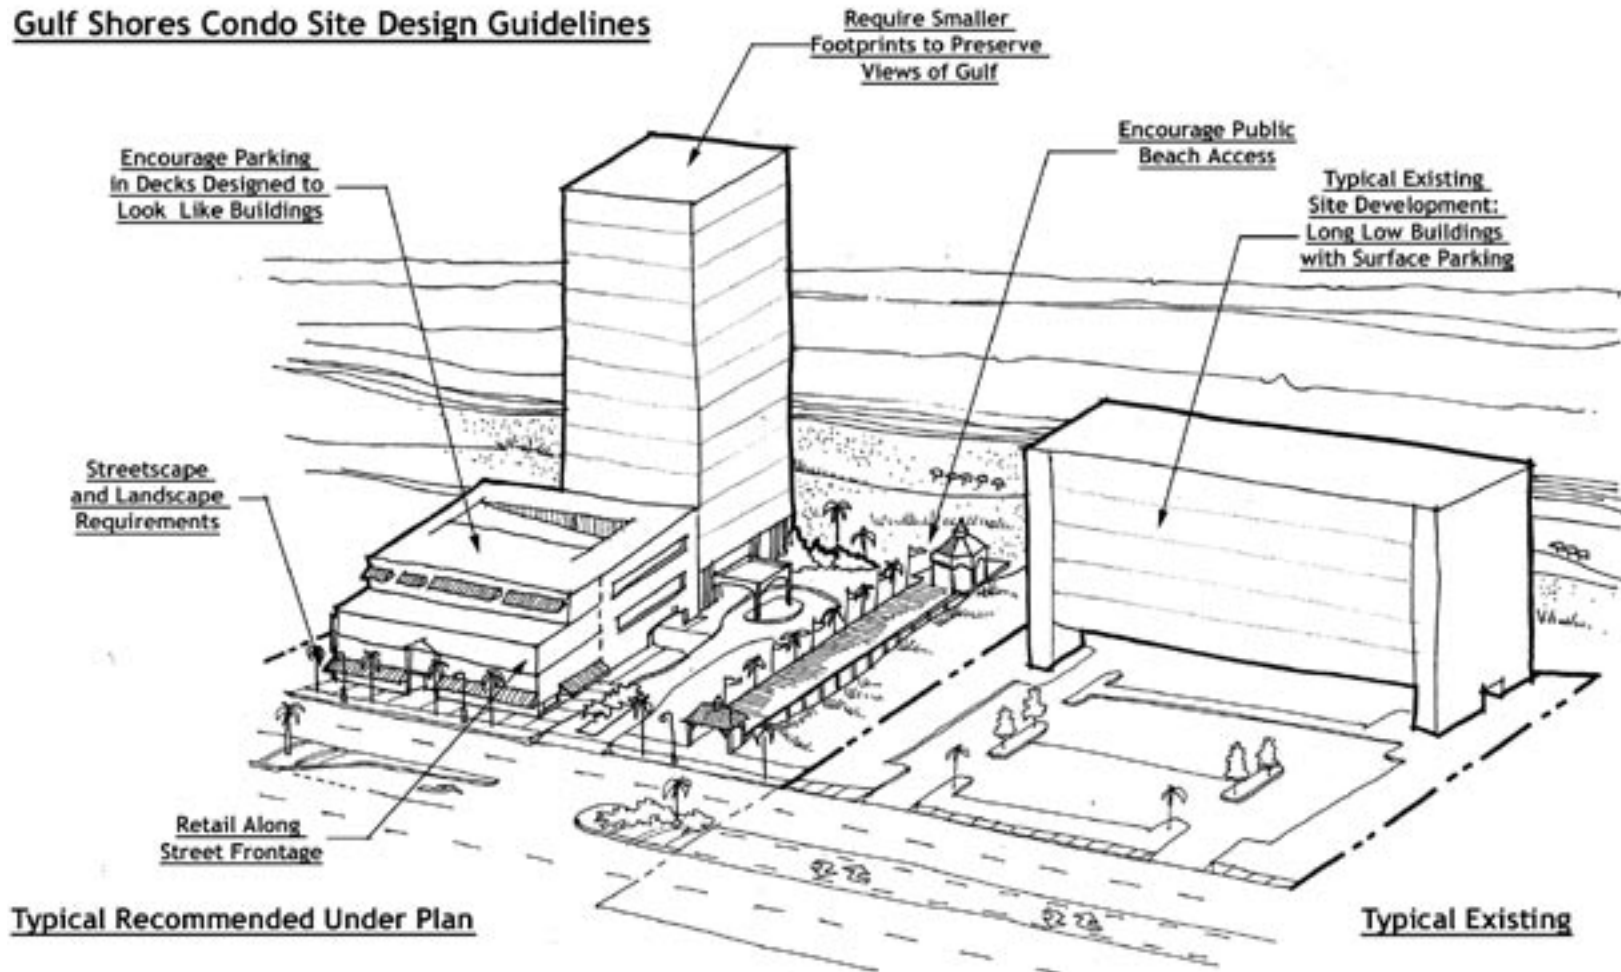 Gulf Shores Condo Site Design Guidelines
Require Smaller
Footprints to Preserve
Views of Gulf
Encourage Public
Beach Access
Encourage Parking
in Decks Designed to
Look Like Buildings
Typical Existing
Site Development:
Long Low Buildings
with Surface Parking
Streetscape
and Landscape
Requirements
Retail Along
Street Frontage
Typical Recommended Under Plan
Typical Existing